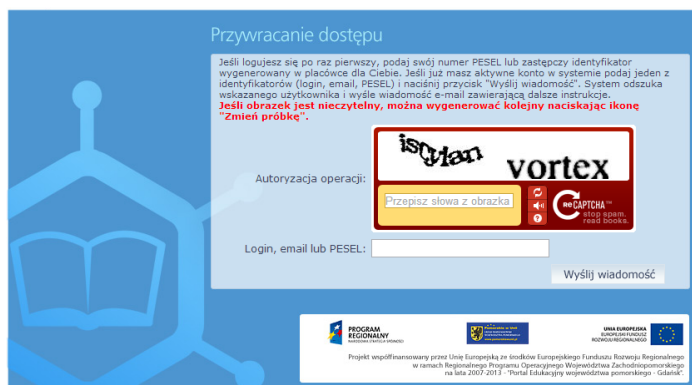 Przywracanie dostępu
Jeśli logujesz się po raz pierwszy, podaj swój numer PESEL lub zastępczy identyfikator
wygenerowany w placówce dla Ciebie. Jeśli już masz aktywne konto w systemie podaj jeden z
identyfikatorów (login, email, PESEL) i naciśnij przycisk "Wyślij wiadomość". System odszuka
wskazanego użytkownika i wyśle wiadomość e-mail zawierającą dalsze instrukcje.
Jeśli obrazek jest nieczytelny, można wygenerować kolejny naciskając ikonę
"Zmień próbkę".
vortex
Autoryzacja operacji:
Przepisz słowa z obrazka
reCAPTCHA™
stop spam.
read books.
Login, email lub PESEL:
Wyślij wiadomość
PROGRAM
REGIONALNY
NARODOWA STRATEGIA SPÓJNOŚCI
UNIA EUROPEJSKA
EUROPEJSKI FUNDUSZ
ROZWOJU REGIONALNEGO
Projekt współfinansowany przez Unię Europejską ze środków Europejskiego Funduszu Rozwoju Regionalnego
w ramach Regionalnego Programu Operacyjnego Województwa Zachodniopomorskiego
na lata 2007-2013 - "Portal Edukacyjny województwa pomorskiego - Gdańsk".